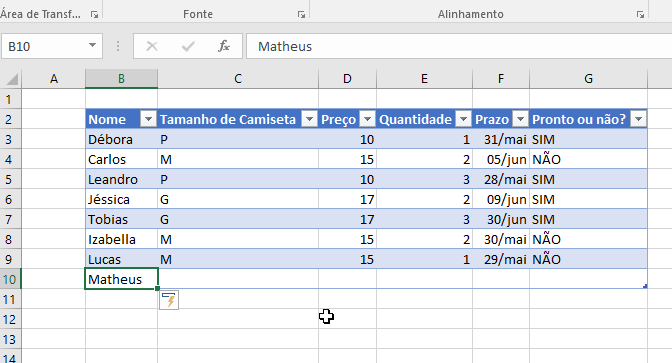 Área de Transf... Fonte Alinhamento
B10 fx Matheus
A B C D E F G
1
2 Nome Tamanho de Camiseta Preço Quantidade Prazo Pronto ou não?
3 Débora P 10 1 31/mai SIM
4 Carlos M 15 2 05/jun NÃO
5 Leandro P 10 3 28/mai SIM
6 Jéssica G 17 2 09/jun SIM
7 Tobias G 17 3 30/jun SIM
8 Izabella M 15 2 30/mai NÃO
9 Lucas M 15 1 29/mai NÃO
10 Matheus
11
12
13
14